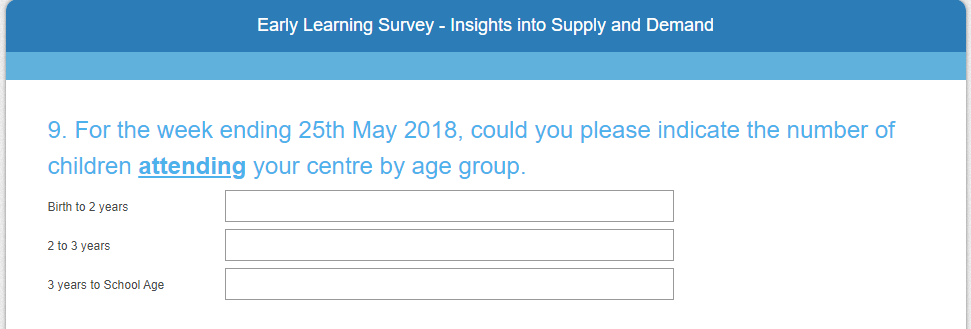 Early Learning Survey - Insights into Supply and Demand
9. For the week ending 25th May 2018, could you please indicate the number of
children attending your centre by age group.
Birth to 2 years
2 to 3 years
3 years to School Age